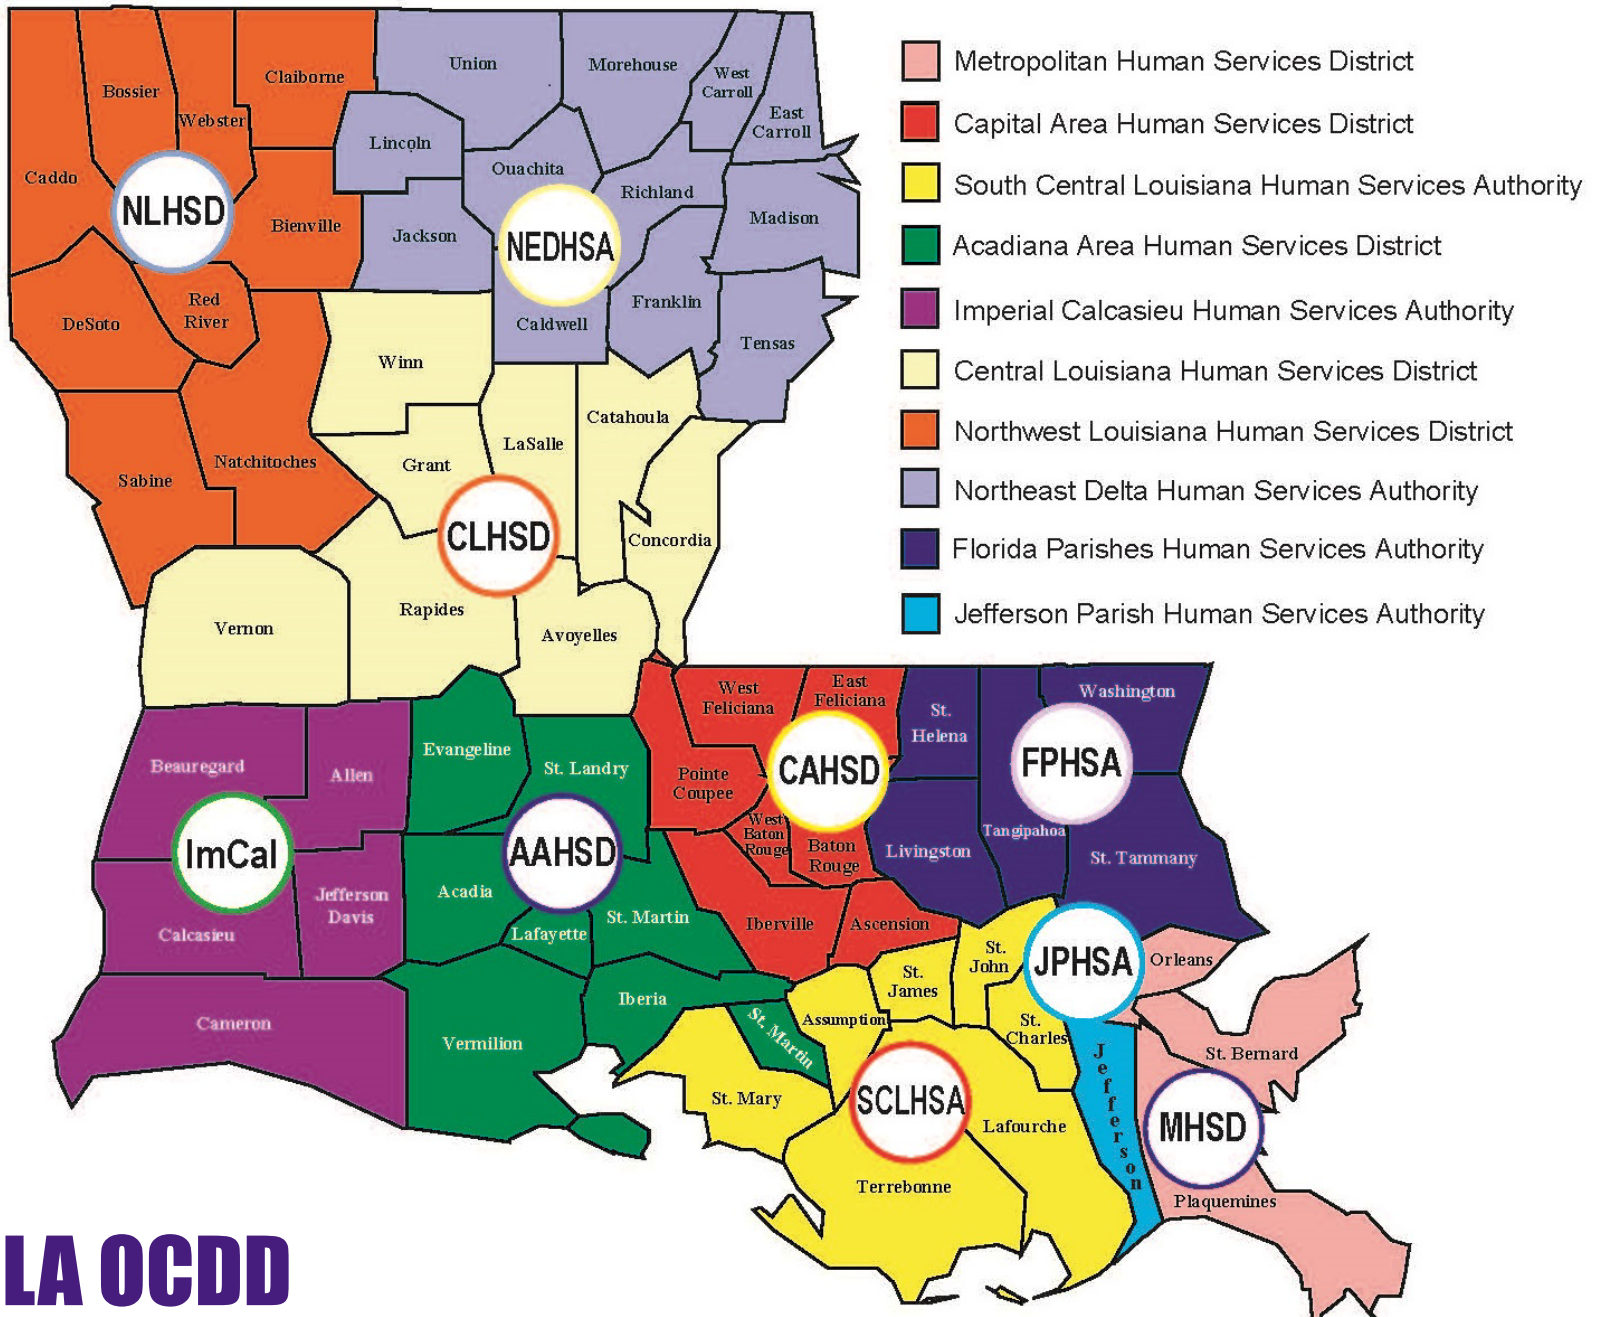 Metropolitan Human Services District
Capital Area Human Services District
South Central Louisiana Human Services Authority
Acadiana Area Human Services District
Imperial Calcasieu Human Services Authority
Central Louisiana Human Services District
Northwest Louisiana Human Services District
Northeast Delta Human Services Authority
Florida Parishes Human Services Authority
Jefferson Parish Human Services Authority
Caddo
Bossier
Webster
Claiborne
NLHSD
Bienville
DeSoto
Red
River
Sabine
Natchitoches
Union
Morehouse
West
Carroll
East
Carroll
Lincoln
Ouachita
Richland
Madison
Jackson
NEDHSA
Caldwell
Franklin
Tensas
Winn
Grant
LaSalle
Catahoula
CLHSD
Concordia
Vernon
Rapides
Avoyelles
Beauregard
Allen
ImCal
Calcasieu
Jefferson
Davis
Cameron
Evangeline
St. Landry
AAHSD
Acadia
Lafayette
St. Martin
Iberia
Vermilion
St. Martin
West
Feliciana
East
Feliciana
Pointe
Coupee
CAHSD
West
Baton
Rouge
Baton
Rouge
Iberville
Ascension
St.
Helena
Washington
FPHSA
Tangipahoa
Livingston
St. Tammany
St.
John
St.
James
Assumption
St.
Charles
JPHSA
Orleans
St. Mary
SCLHSA
Lafourche
Terrebonne
Jefferson
St. Bernard
MHSD
Plaquemines
LA OCDD